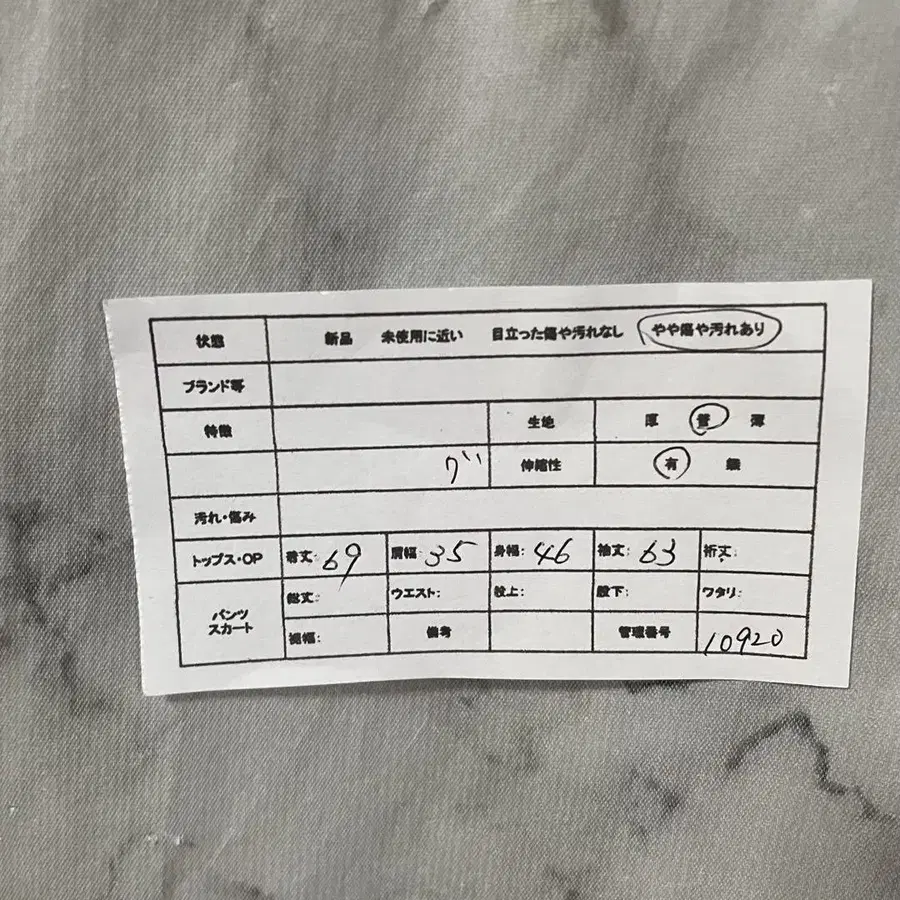 状態 新品 未使用に近い 目立った傷や汚れなし やや傷や汚れあり
ブランド等
特徴 生地 厚 普 薄
グ 伸縮性 有 無
汚れ・傷み
トップス・OP 着丈: 69 肩幅: 35 身幅: 46 袖丈: 63 裄丈:
パンツ スカート 総丈: ウエスト: 股上: 股下: ワタリ:
裾幅: 備考 管理番号 10920